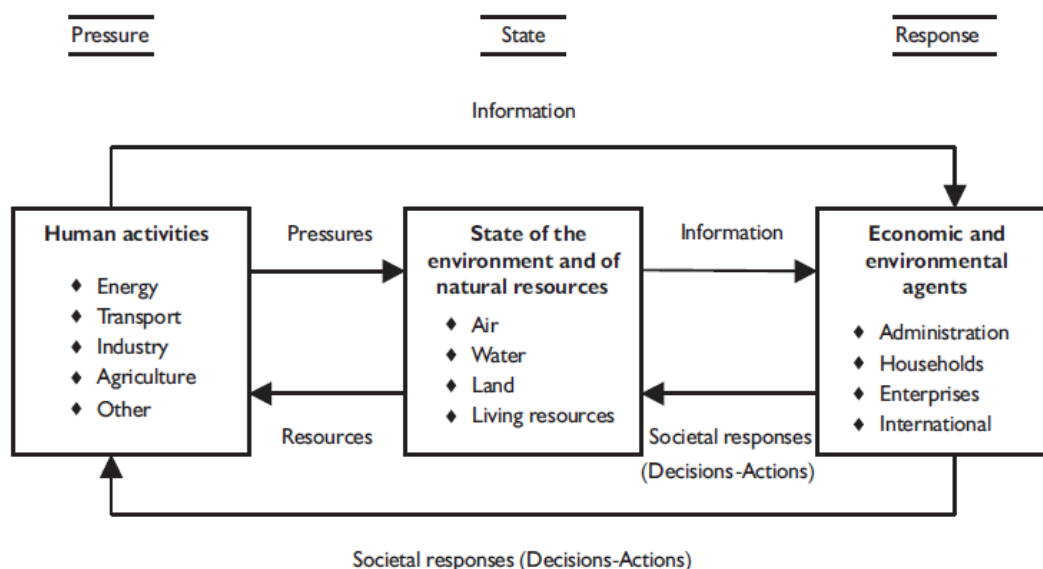 Pressure
State
Response
Information
Human activities
♦ Energy
♦ Transport
♦ Industry
♦ Agriculture
♦ Other
Pressures
Resources
State of the
environment and of
natural resources
♦ Air
♦ Water
♦ Land
♦ Living resources
Information
Societal responses
(Decisions-Actions)
Economic and
environmental
agents
♦ Administration
♦ Households
♦ Enterprises
♦ International
Societal responses (Decisions-Actions)